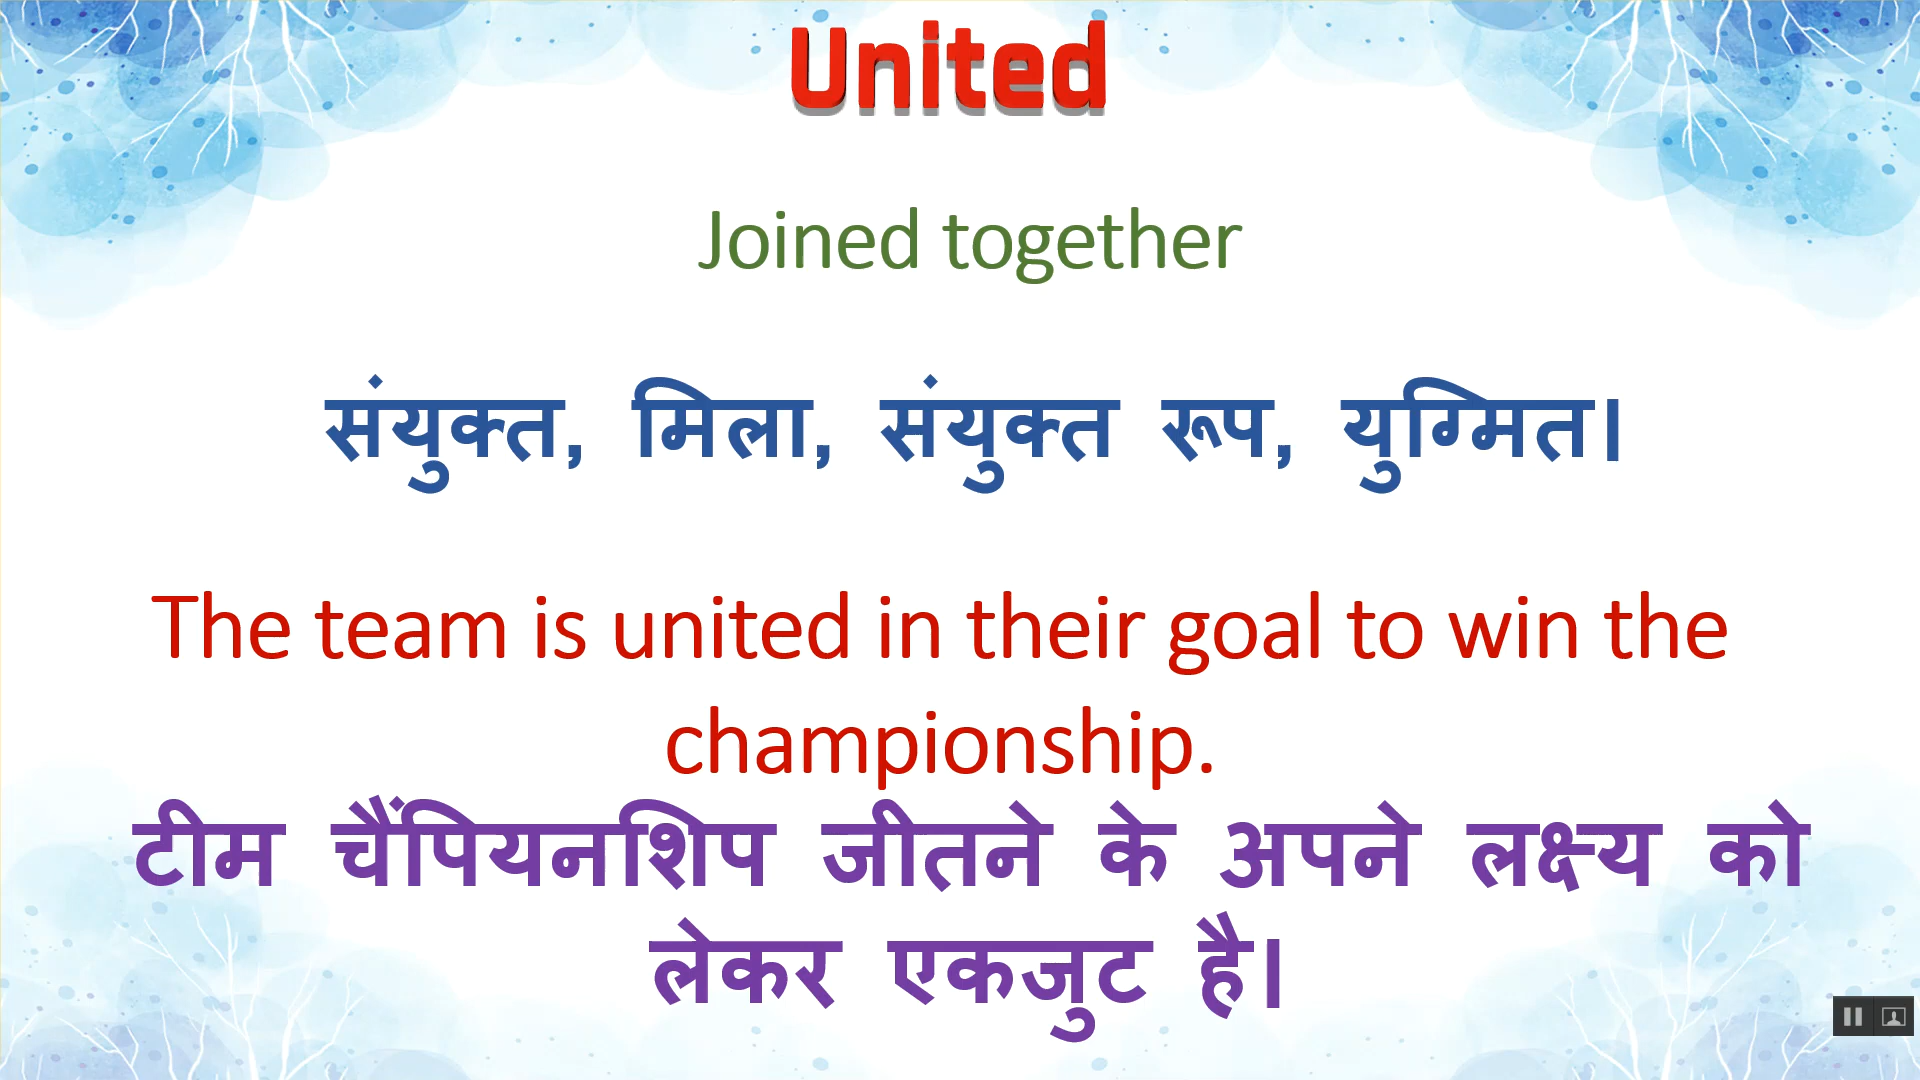 United
Joined together
संयुक्त, मिला, संयुक्त रूप, युग्मित।
The team is united in their goal to win the
championship.
टीम चैंपियनशिप जीतने के अपने लक्ष्य को
लेकर एकजुट है।